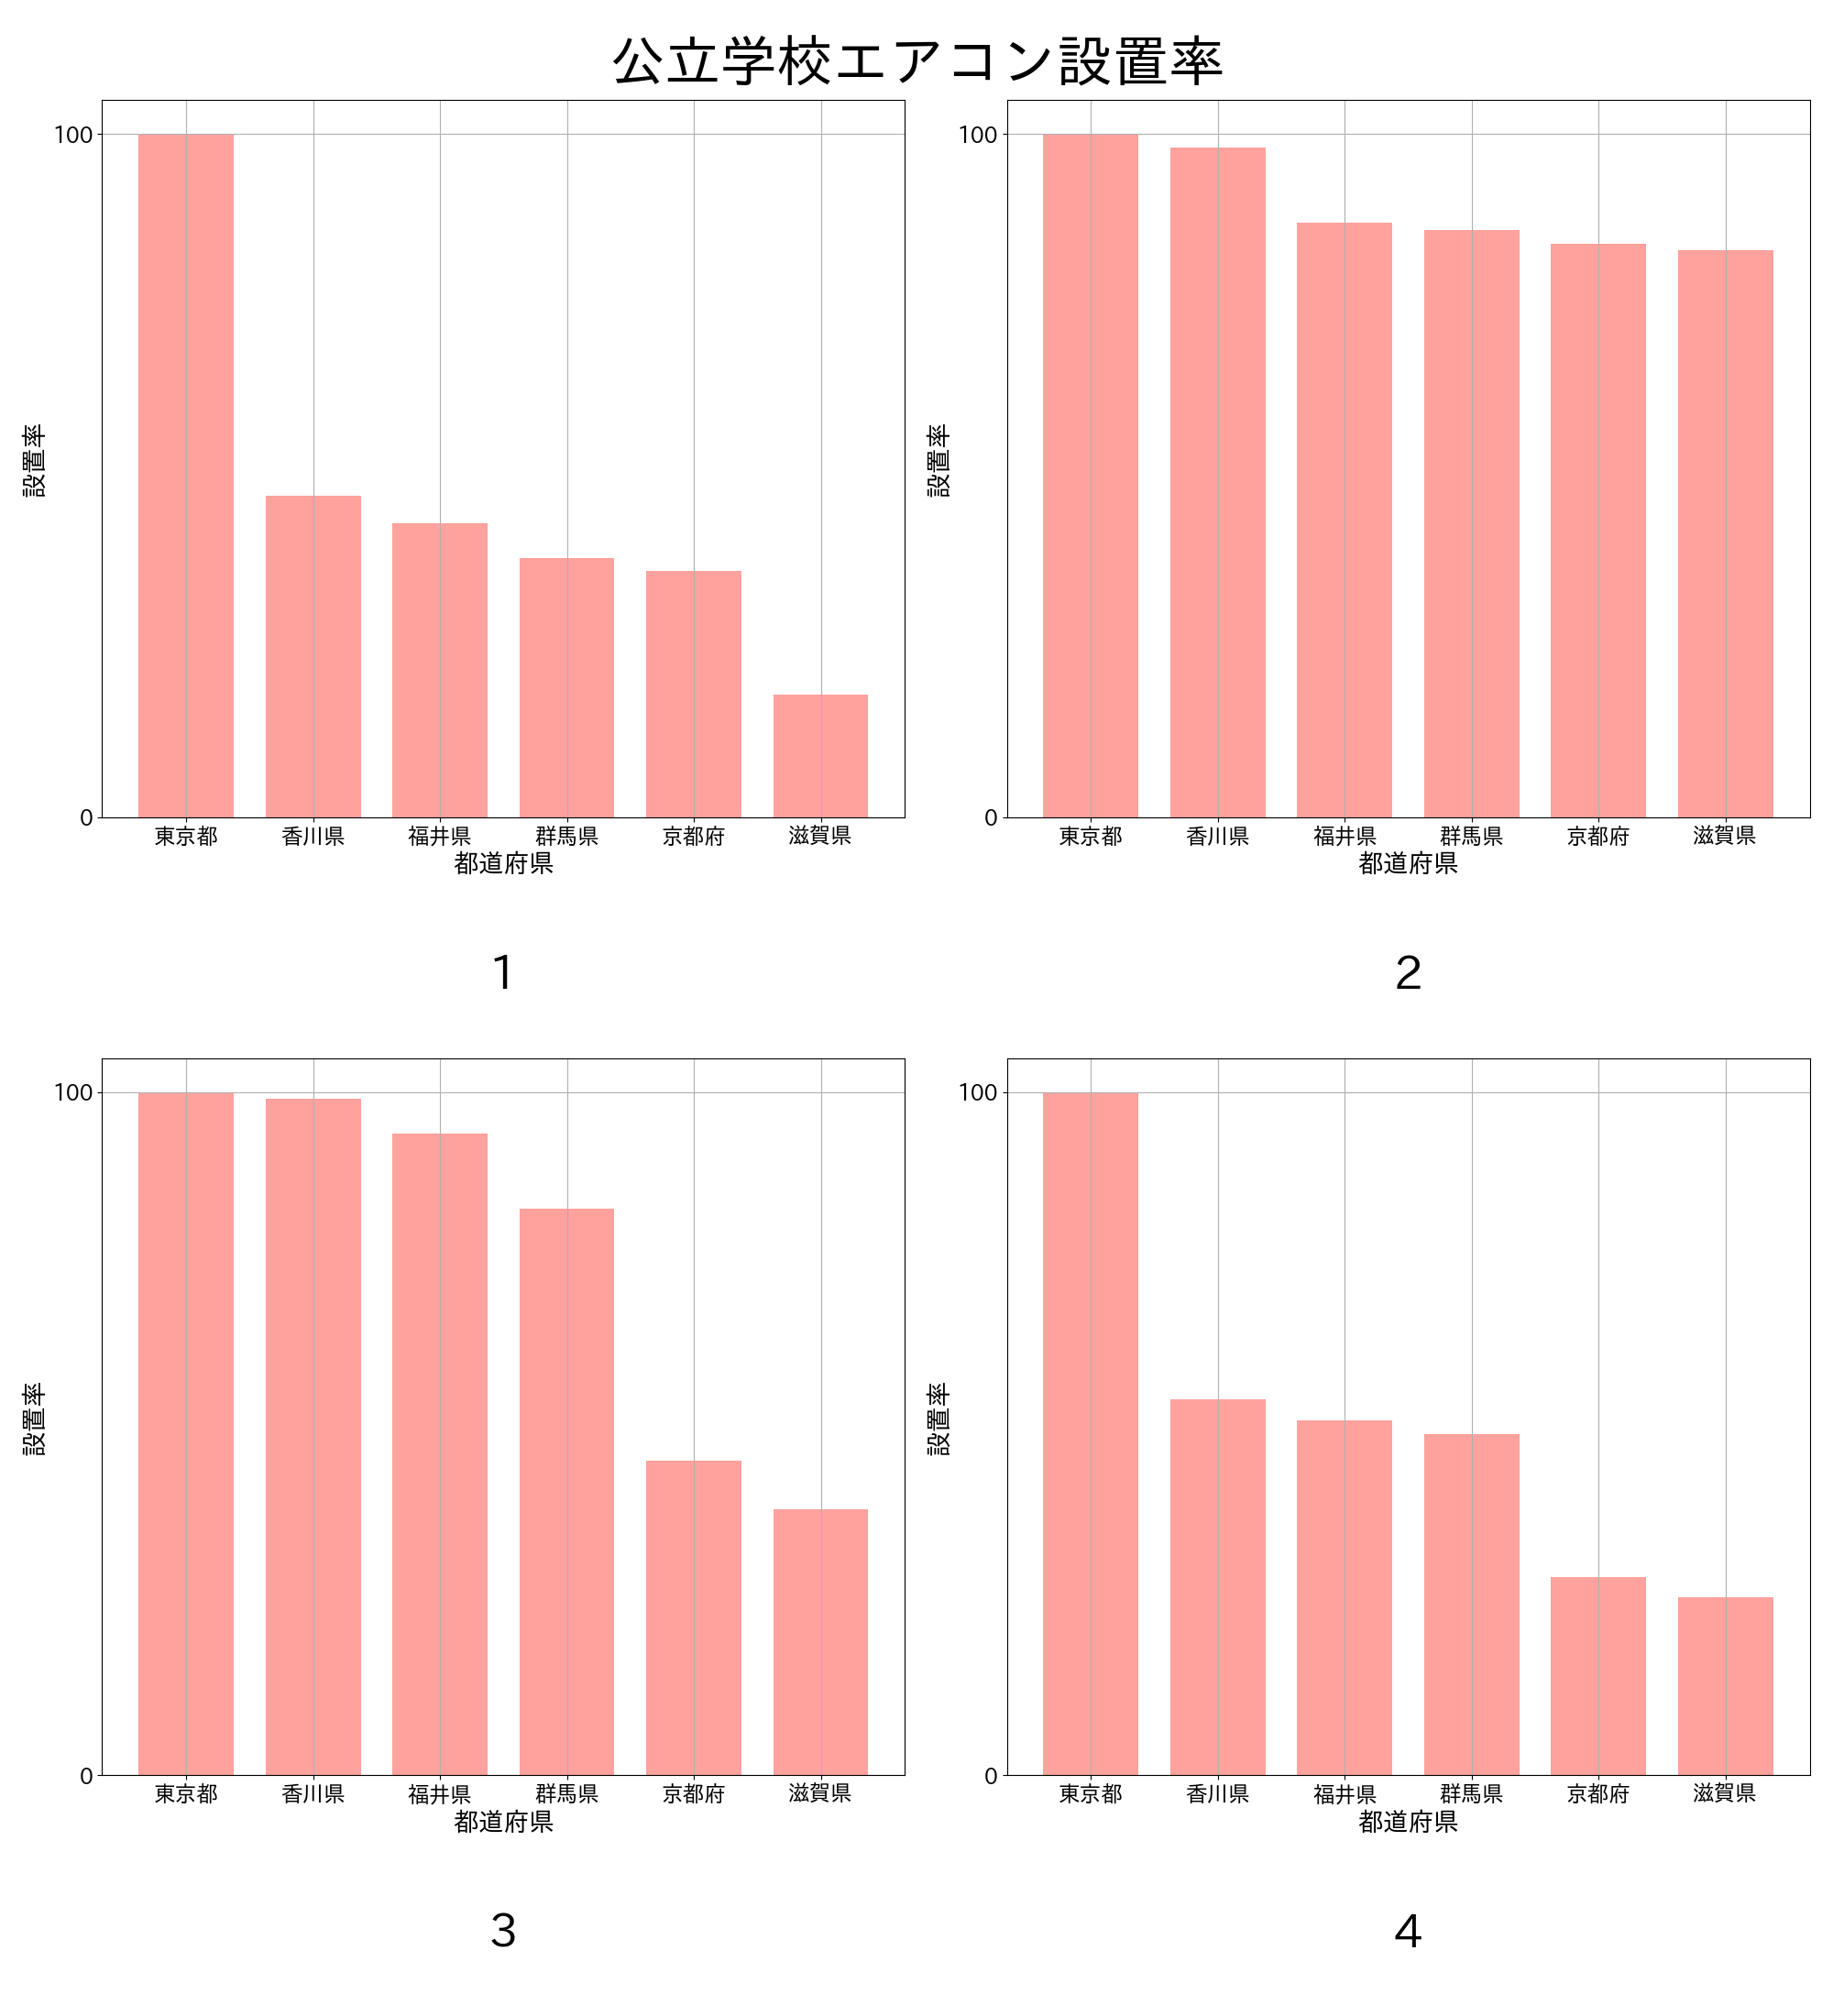 公立学校エアコン設置率
100
設置率
0
東京都 香川県 福井県 群馬県 京都府 滋賀県
都道府県
1
100
設置率
0
東京都 香川県 福井県 群馬県 京都府 滋賀県
都道府県
2
100
設置率
0
東京都 香川県 福井県 群馬県 京都府 滋賀県
都道府県
3
100
設置率
0
東京都 香川県 福井県 群馬県 京都府 滋賀県
都道府県
4